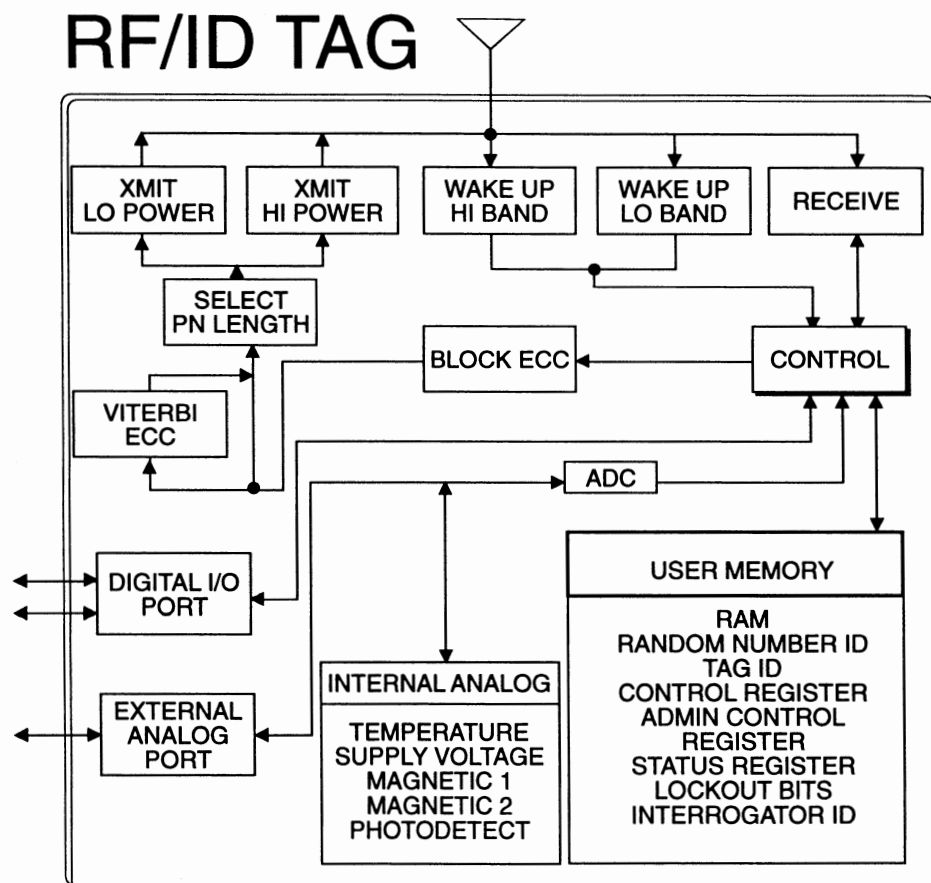 RF/ID TAG
XMIT
LO POWER
XMIT
HI POWER
WAKE UP
HI BAND
WAKE UP
LO BAND
RECEIVE
SELECT
PN LENGTH
BLOCK ECC
CONTROL
VITERBI
ECC
ADC
DIGITAL I/O
PORT
USER MEMORY
RAM
RANDOM NUMBER ID
TAG ID
CONTROL REGISTER
ADMIN CONTROL
REGISTER
STATUS REGISTER
LOCKOUT BITS
INTERROGATOR ID
INTERNAL ANALOG
TEMPERATURE
SUPPLY VOLTAGE
MAGNETIC 1
MAGNETIC 2
PHOTODETECT
EXTERNAL
ANALOG
PORT